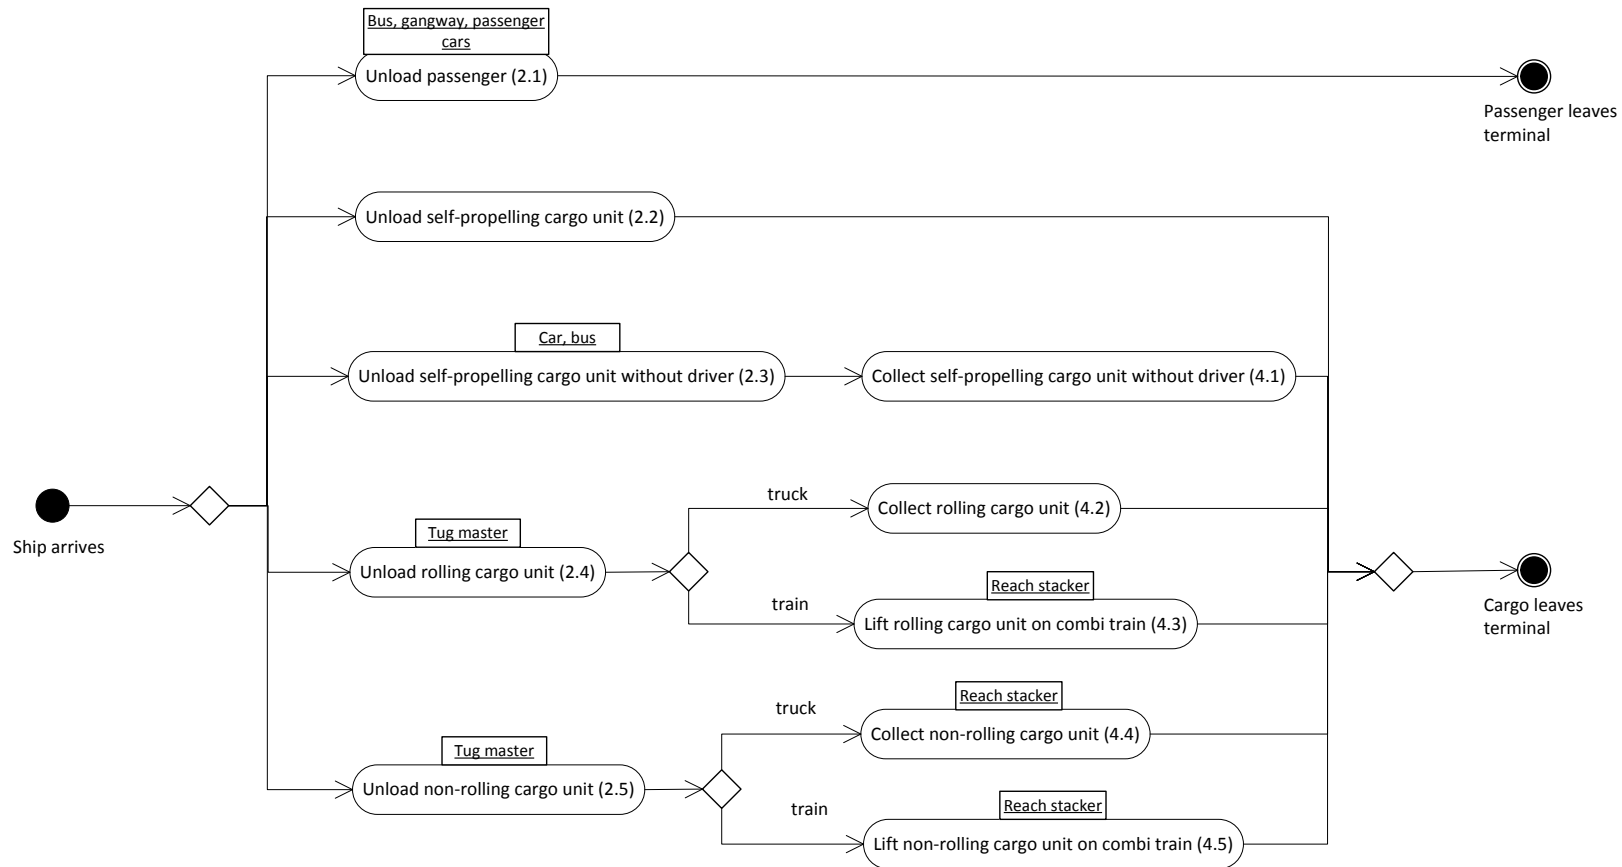 Bus, gangway, passenger
cars
Unload passenger (2.1)
Passenger leaves
terminal
Unload self-propelling cargo unit (2.2)
Car, bus
Unload self-propelling cargo unit without driver (2.3)
Collect self-propelling cargo unit without driver (4.1)
Ship arrives
truck
Collect rolling cargo unit (4.2)
Tug master
Unload rolling cargo unit (2.4)
train
Reach stacker
Lift rolling cargo unit on combi train (4.3)
Cargo leaves
terminal
truck
Reach stacker
Collect non-rolling cargo unit (4.4)
Tug master
Unload non-rolling cargo unit (2.5)
train
Reach stacker
Lift non-rolling cargo unit on combi train (4.5)